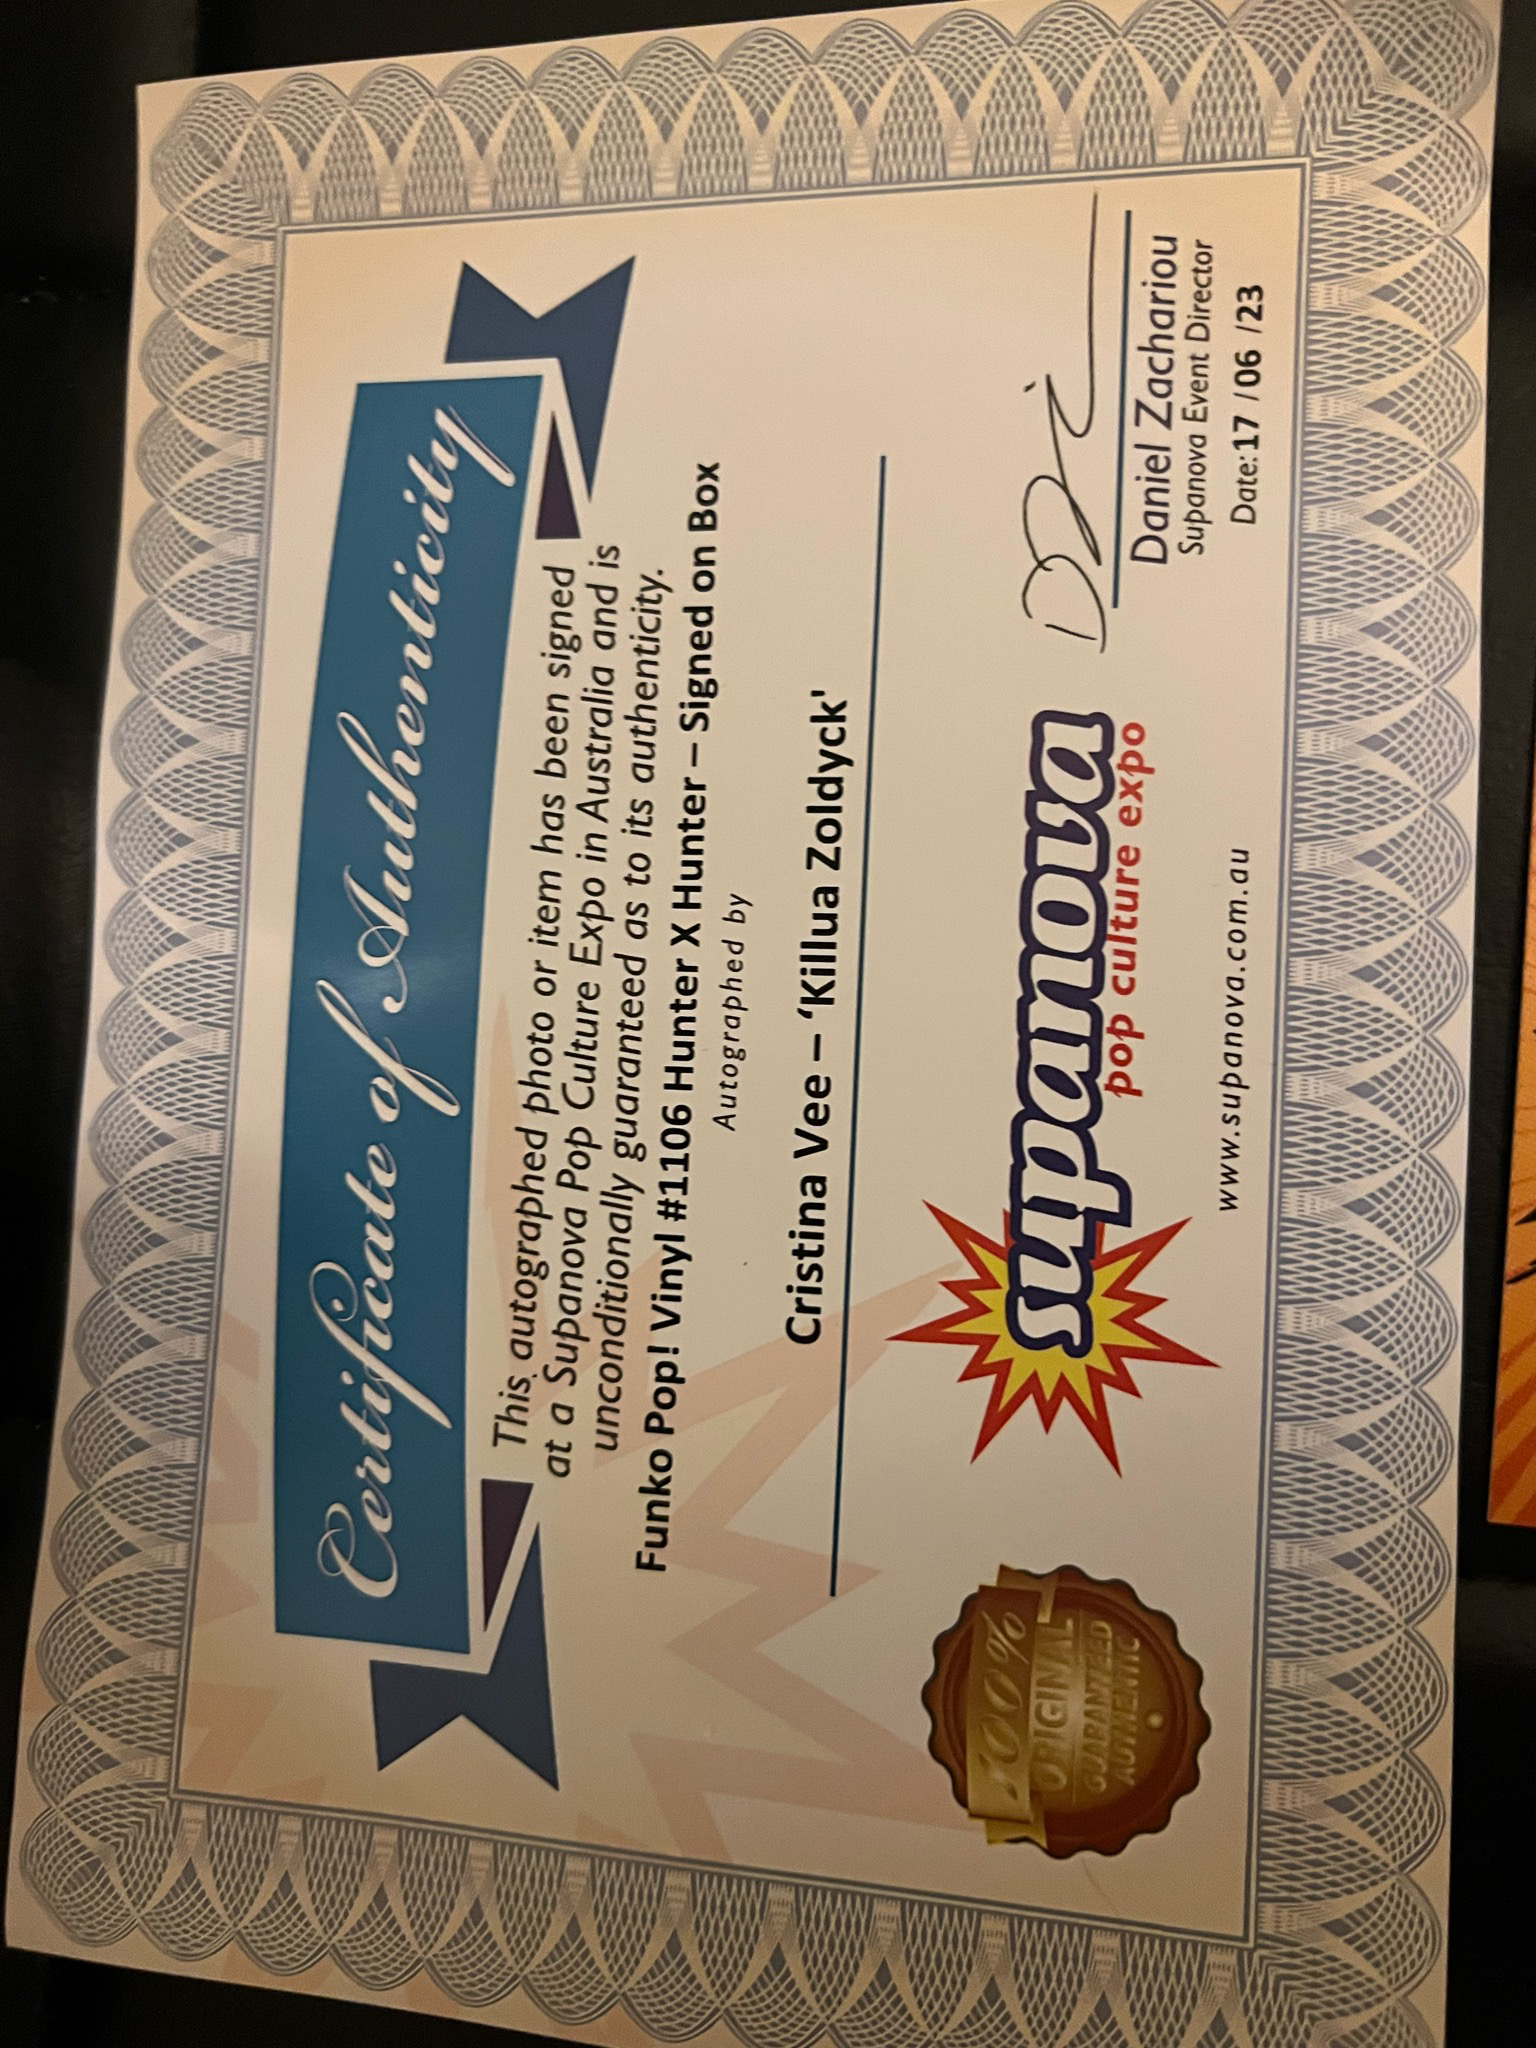 Certificate of Authenticity
This autographed photo or item has been signed
at a Supanova Pop Culture Expo in Australia and is
unconditionally guaranteed as to its authenticity.
Funko Pop! Vinyl #1106 Hunter X Hunter – Signed on Box
Autographed by
Cristina Vee – ‘Killua Zoldyck'
100%
ORIGINAL
GUARANTEED
AUTHENTIC
supanova
pop culture expo
www.supanova.com.au
Daniel Zachariou
Supanova Event Director
Date: 17 / 06 / 23